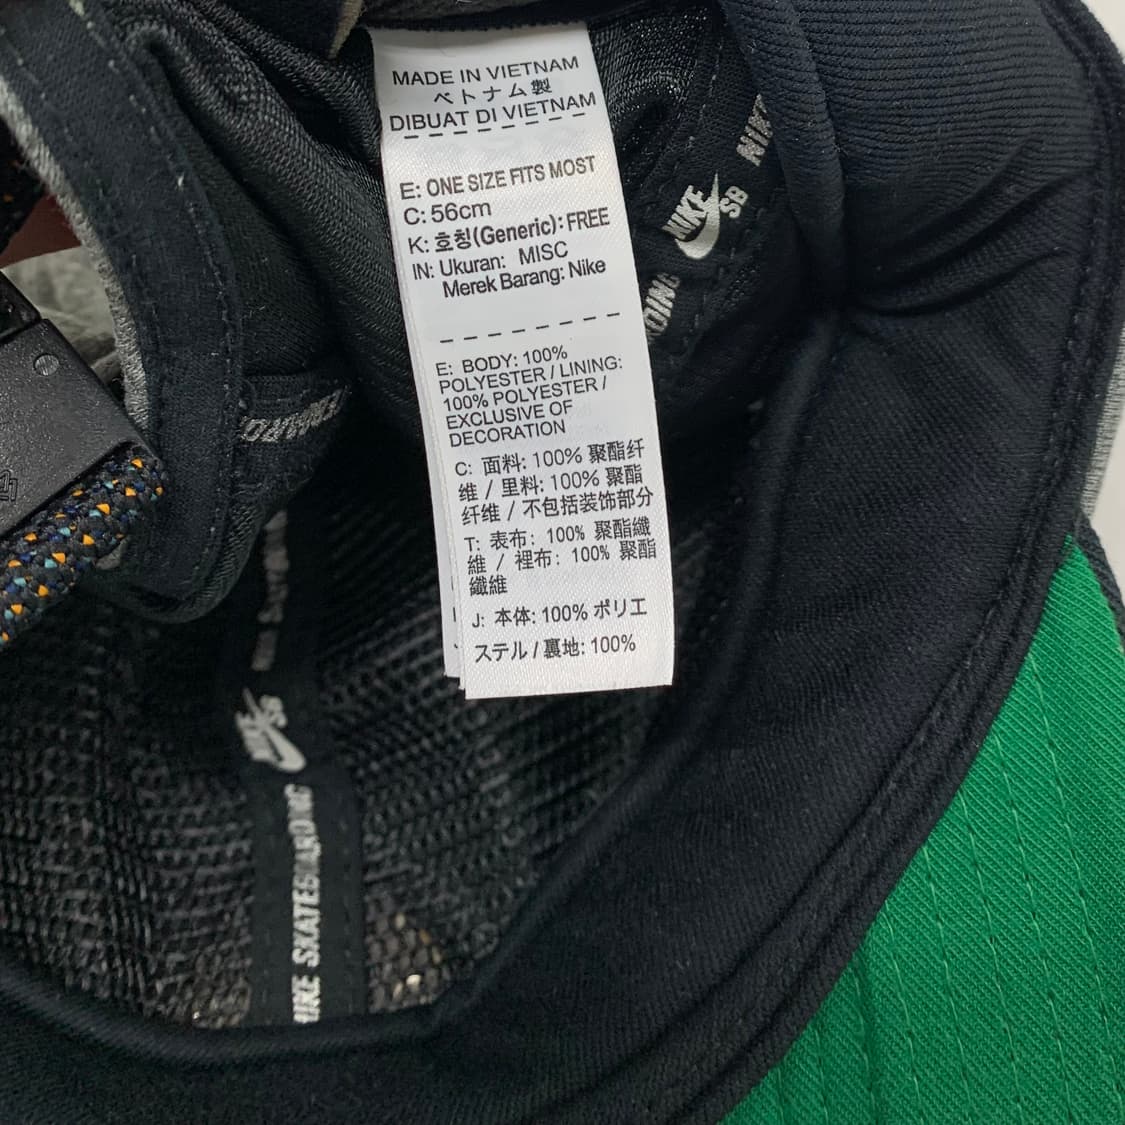 MADE IN VIETNAM
ベトナム製
DIBUAT DI VIETNAM
E: ONE SIZE FITS MOST
C: 56cm
K: 호칭(Generic): FREE
IN: Ukuran: MISC
Merek Barang: Nike
E: BODY: 100%
POLYESTER / LINING:
100% POLYESTER /
EXCLUSIVE OF
DECORATION
C: 面料: 100% 聚酯纤
维 / 里料: 100% 聚酯
纤维 / 不包括装饰部分
T: 表布: 100% 聚酯纖
維 / 裡布: 100% 聚酯
纖維
J: 本体: 100% ポリエ
ステル / 裏地: 100%
NIKE
SB
NIKE SKATEBOARDING